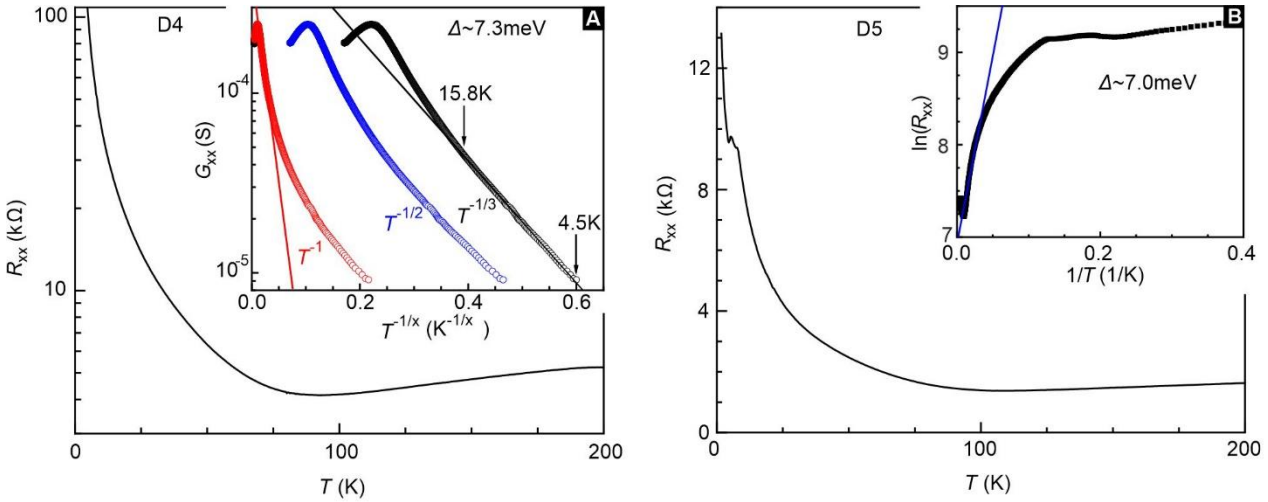 D4
A
Δ~7.3meV
15.8K
4.5K
T⁻¹
T⁻¹/²
T⁻¹/³
Gxx (S)
10⁻⁴
10⁻⁵
0.0 0.2 0.4 0.6
T⁻¹/ˣ (K⁻¹/ˣ)
Rxx (kΩ)
100
10
0 100 200
T (K)
D5
B
Δ~7.0meV
ln(Rxx)
9
8
7
0.0 0.2 0.4
1/T (1/K)
Rxx (kΩ)
12
8
4
0
0 100 200
T (K)